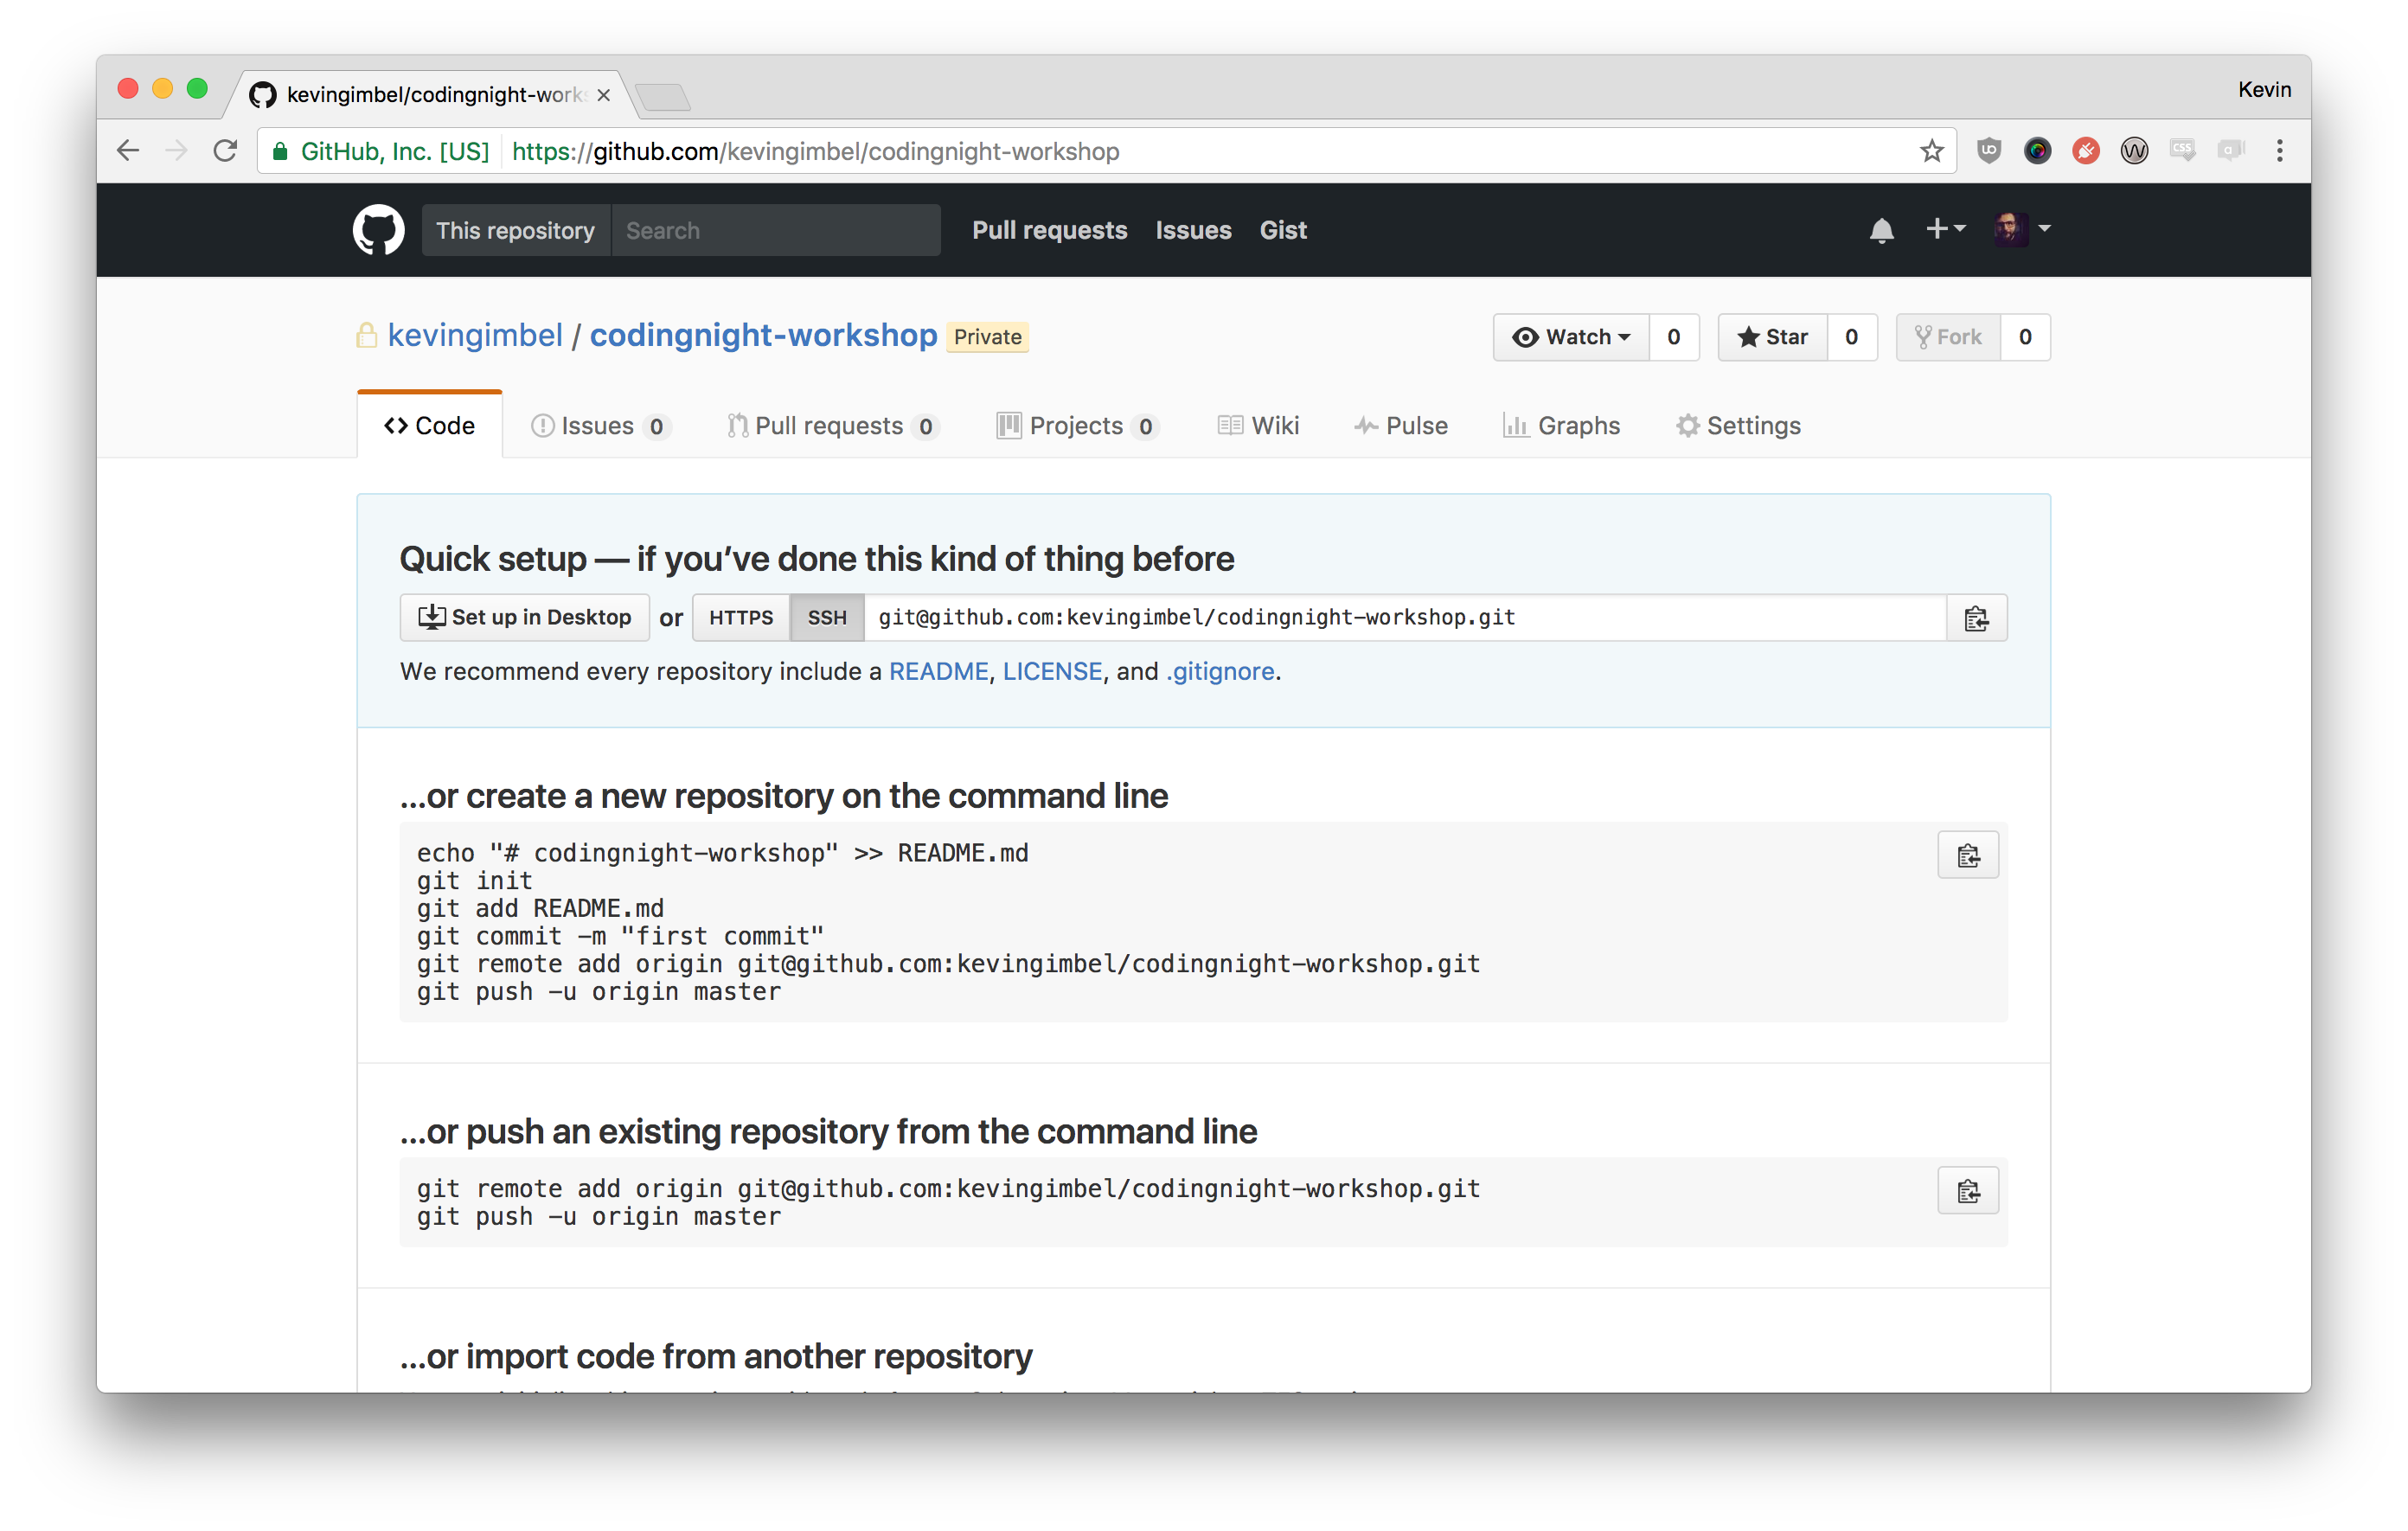 kevingimbel/codingnight-works
Kevin
GitHub, Inc. [US] https://github.com/kevingimbel/codingnight-workshop
This repository Search Pull requests Issues Gist
kevingimbel / codingnight-workshop Private
Watch 0 Star 0 Fork 0
Code Issues 0 Pull requests 0 Projects 0 Wiki Pulse Graphs Settings
Quick setup — if you’ve done this kind of thing before
Set up in Desktop or HTTPS SSH git@github.com:kevingimbel/codingnight-workshop.git
We recommend every repository include a README, LICENSE, and .gitignore.
…or create a new repository on the command line
echo "# codingnight-workshop" >> README.md
git init
git add README.md
git commit -m "first commit"
git remote add origin git@github.com:kevingimbel/codingnight-workshop.git
git push -u origin master
…or push an existing repository from the command line
git remote add origin git@github.com:kevingimbel/codingnight-workshop.git
git push -u origin master
…or import code from another repository